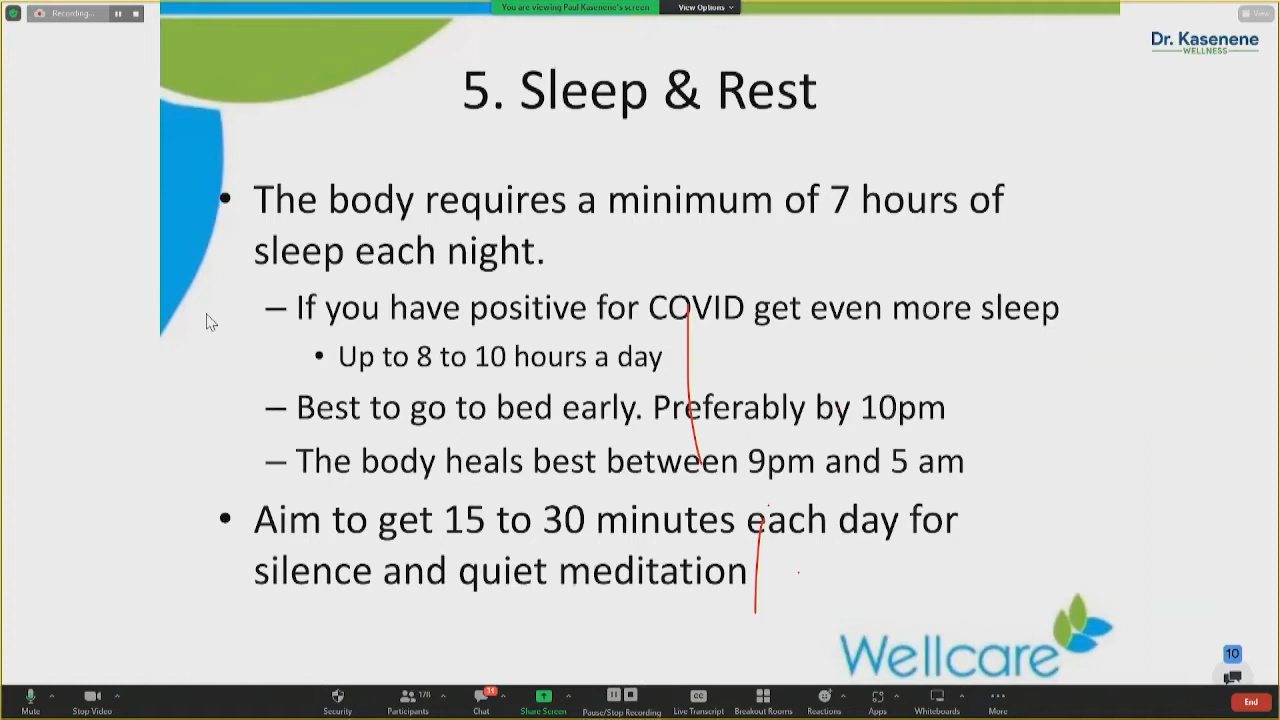 Recording...
You are viewing Paul Kasenene's screen
View Options
View
Dr. Kasenene
WELLNESS
5. Sleep & Rest
• The body requires a minimum of 7 hours of
sleep each night.
– If you have positive for COVID get even more sleep
• Up to 8 to 10 hours a day
– Best to go to bed early. Preferably by 10pm
– The body heals best between 9pm and 5 am
• Aim to get 15 to 30 minutes each day for
silence and quiet meditation
Wellcare
10
Mute
Stop Video
Security
Participants
178
Chat
31
Share Screen
Pause/Stop Recording
CC
Live Transcript
Breakout Rooms
Reactions
Apps
Whiteboards
More
End